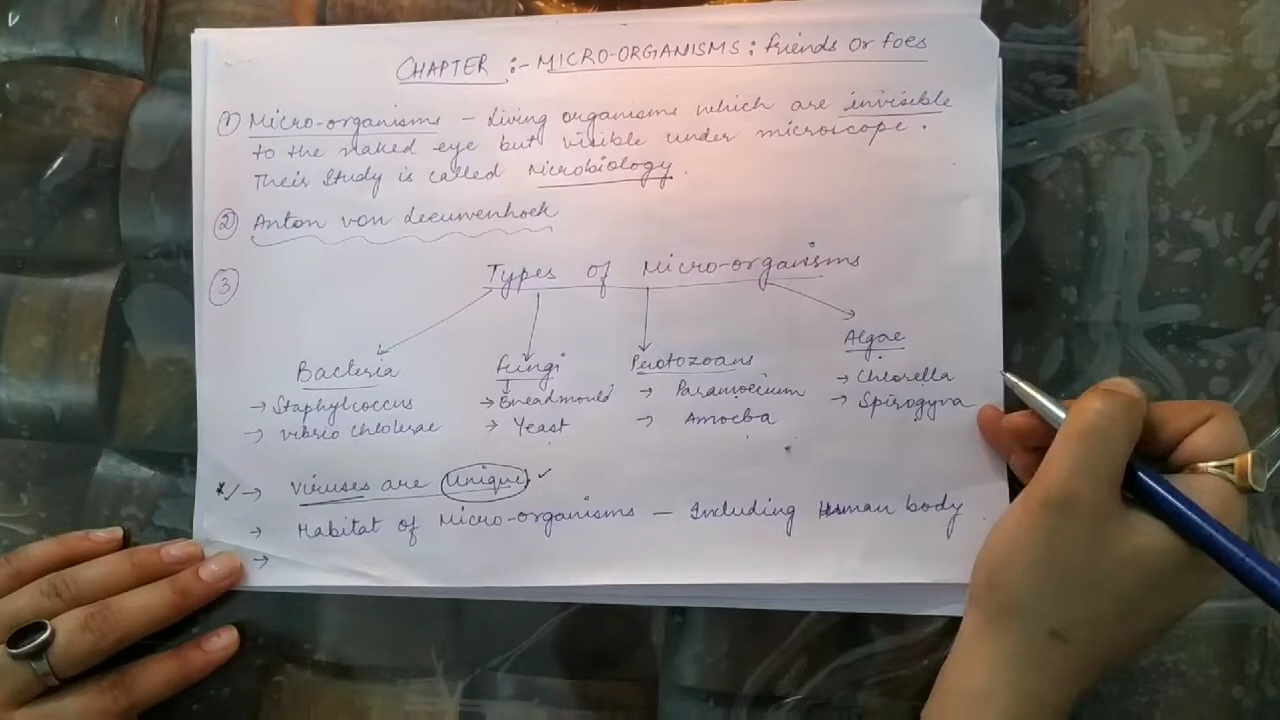 CHAPTER :- MICRO-ORGANISMS : Friends or Foes
① Micro-organisms - Living organisms which are invisible
to the naked eye but visible under microscope.
Their Study is called Microbiology.
② Anton von Leeuwenhoek
③ Types of Micro-organisms
Bacteria
→ Staphylcoccus
→ Vibrio Chlolerae
Fungi
→ Breadmould
→ Yeast
Protozoans
→ Paramoecium
→ Amoeba
Algae
→ Chlorella
→ Spirogyra
*✓→ Viruses are Unique ✓
→ Habitat of Micro-organisms - Including Human body
→